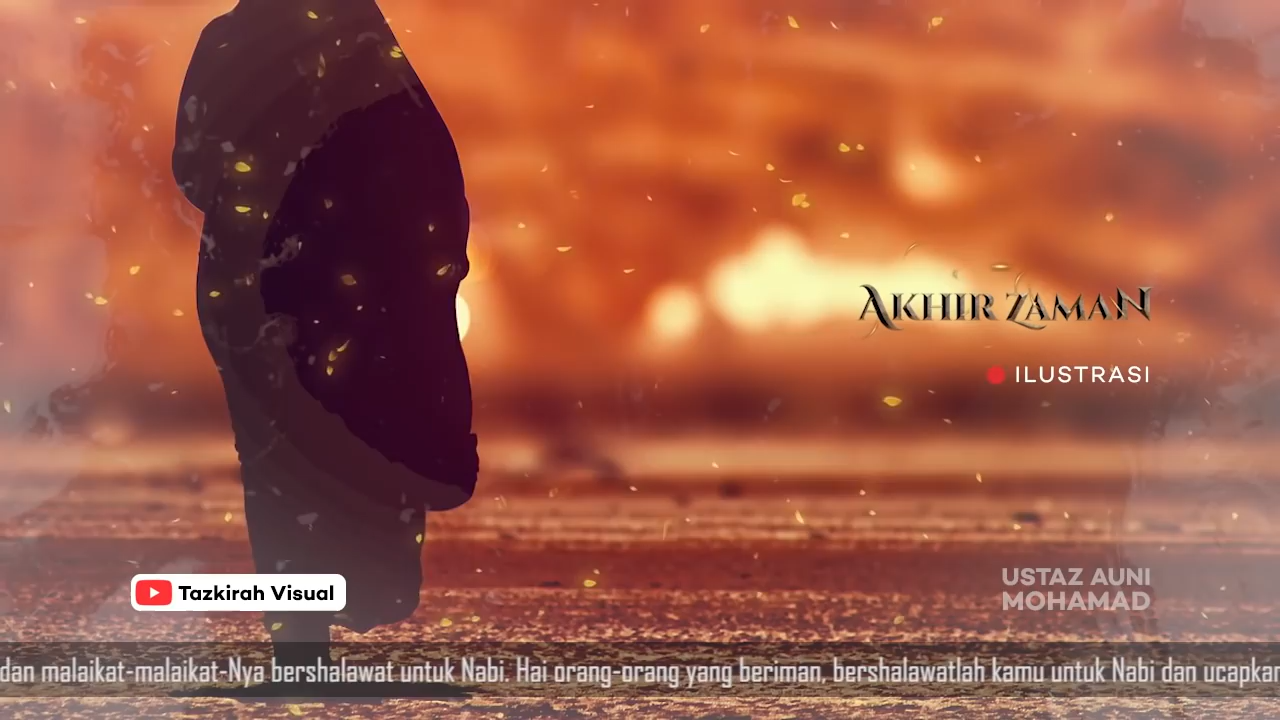 AKHIR ZAMAN
ILUSTRASI
Tazkirah Visual
USTAZ AUNI
MOHAMAD
dan malaikat-malaikat-Nya bershalawat untuk Nabi. Hai orang-orang yang beriman, bershalawatlah kamu untuk Nabi dan ucapkan